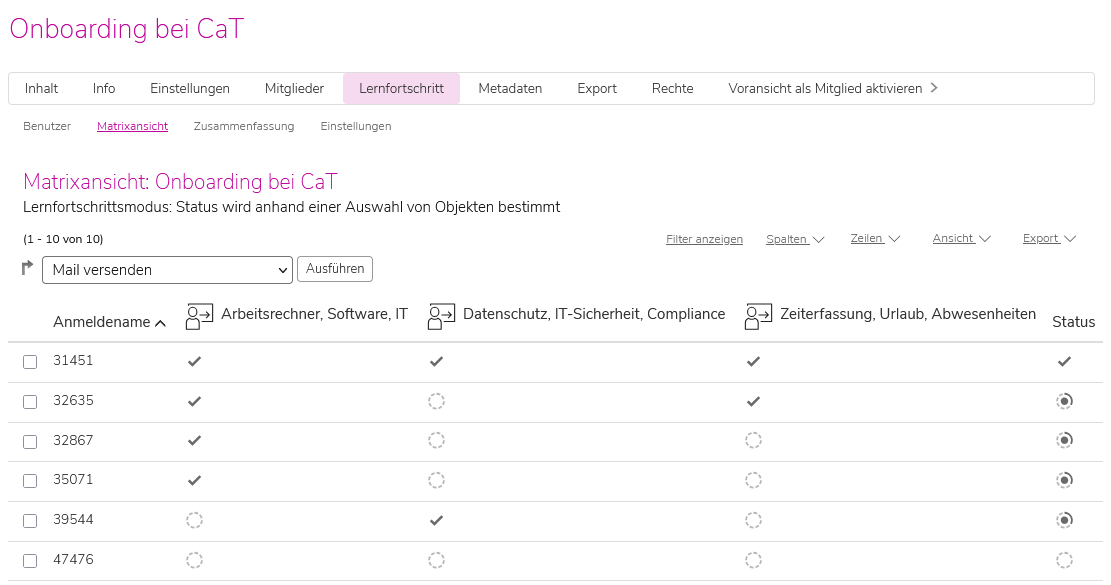 Onboarding bei CaT
Inhalt Info Einstellungen Mitglieder Lernfortschritt Metadaten Export Rechte Voransicht als Mitglied aktivieren
Benutzer Matrixansicht Zusammenfassung Einstellungen
Matrixansicht: Onboarding bei CaT
Lernfortschrittsmodus: Status wird anhand einer Auswahl von Objekten bestimmt
(1 - 10 von 10) Filter anzeigen Spalten Zeilen Ansicht Export
Mail versenden Ausführen
Anmeldename Arbeitsrechner, Software, IT Datenschutz, IT-Sicherheit, Compliance Zeiterfassung, Urlaub, Abwesenheiten Status
31451
32635
32867
35071
39544
47476